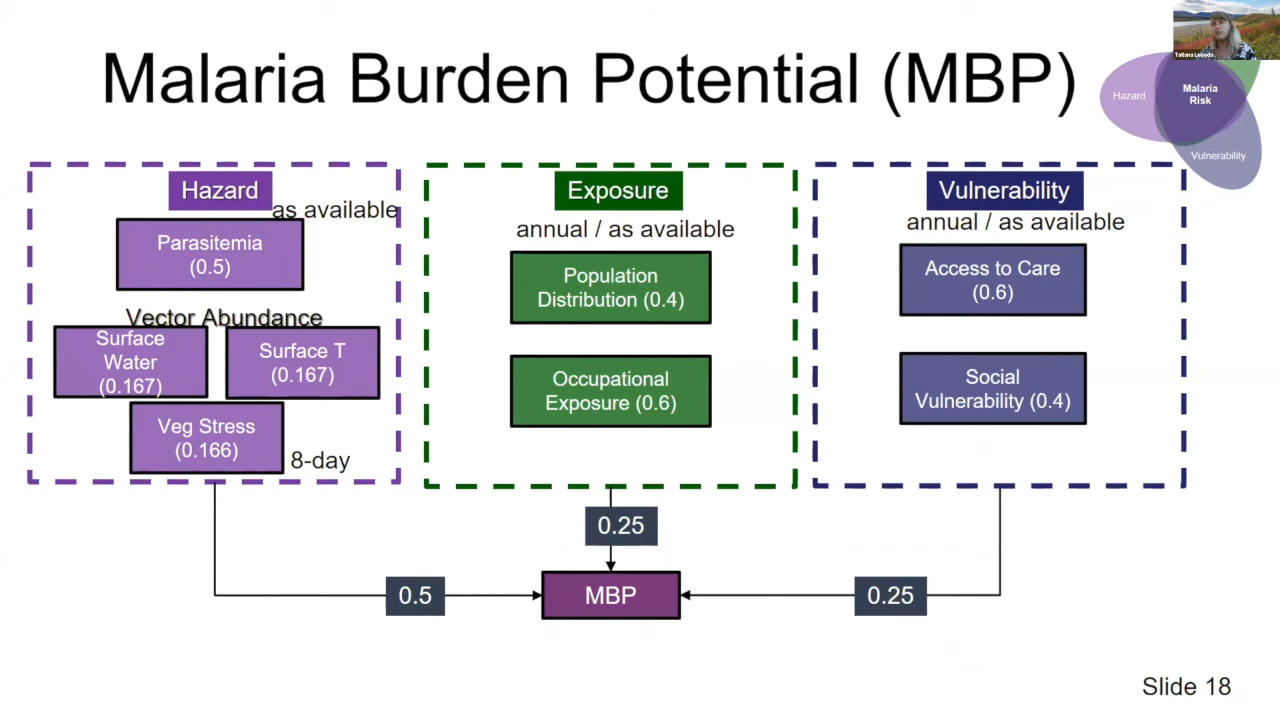 Malaria Burden Potential (MBP)
Tatiana Loboda
Hazard
Malaria
Risk
Vulnerability
Hazard
as available
Parasitemia
(0.5)
Vector Abundance
Surface
Water
(0.167)
Surface T
(0.167)
Veg Stress
(0.166)
8-day
Exposure
annual / as available
Population
Distribution (0.4)
Occupational
Exposure (0.6)
Vulnerability
annual / as available
Access to Care
(0.6)
Social
Vulnerability (0.4)
0.25
0.5
MBP
0.25
Slide 18